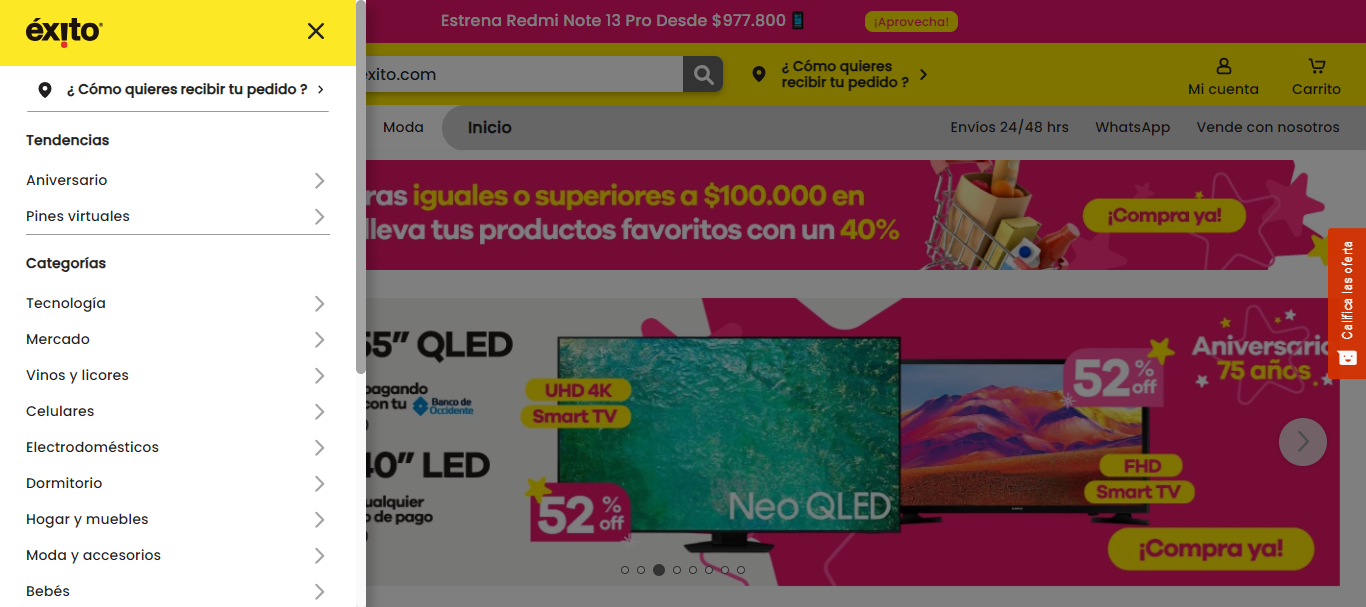 éxito
¿ Cómo quieres recibir tu pedido ?
Tendencias
Aniversario
Pines virtuales
Categorías
Tecnología
Mercado
Vinos y licores
Celulares
Electrodomésticos
Dormitorio
Hogar y muebles
Moda y accesorios
Bebés
Estrena Redmi Note 13 Pro Desde $977.800
¡Aprovecha!
exito.com
¿ Cómo quieres
recibir tu pedido ?
Mi cuenta
Carrito
Moda
Inicio
Envíos 24/48 hrs
WhatsApp
Vende con nosotros
ras iguales o superiores a $100.000 en
lleva tus productos favoritos con un 40%
¡Compra ya!
Califica las oferta
55” QLED
pagando
con tu Banco de
Occidente
40” LED
ualquier
o de pago
UHD 4K
Smart TV
52%
off
Neo QLED
52%
off
Aniversario
75 años
FHD
Smart TV
SAMSUNG
¡Compra ya!